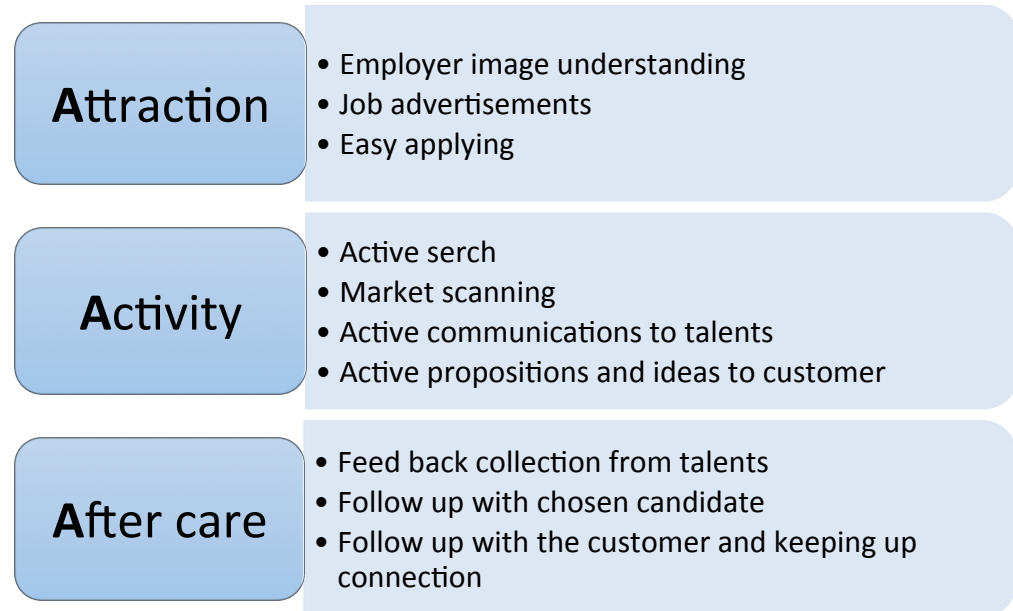 Attraction
• Employer image understanding
• Job advertisements
• Easy applying
Activity
• Active serch
• Market scanning
• Active communications to talents
• Active propositions and ideas to customer
After care
• Feed back collection from talents
• Follow up with chosen candidate
• Follow up with the customer and keeping up
connection